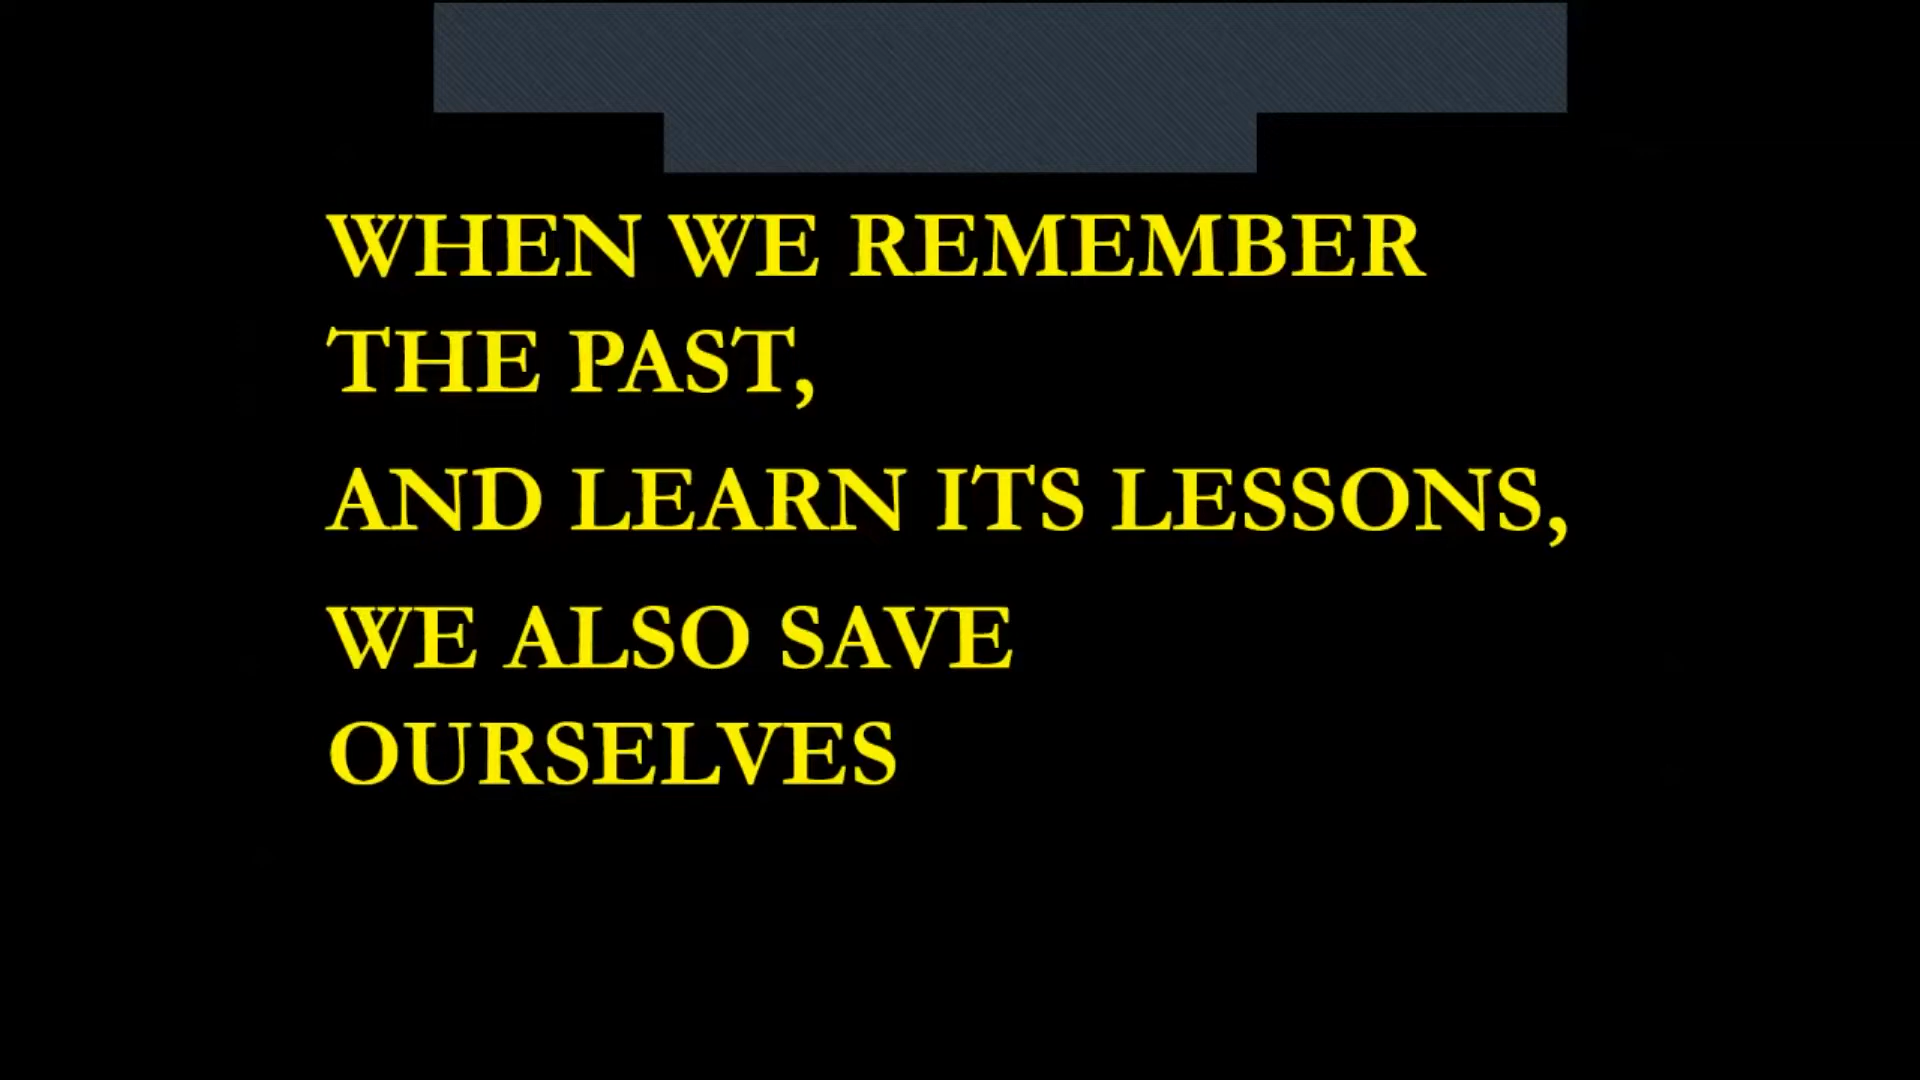 WHEN WE REMEMBER
THE PAST,
AND LEARN ITS LESSONS,
WE ALSO SAVE
OURSELVES